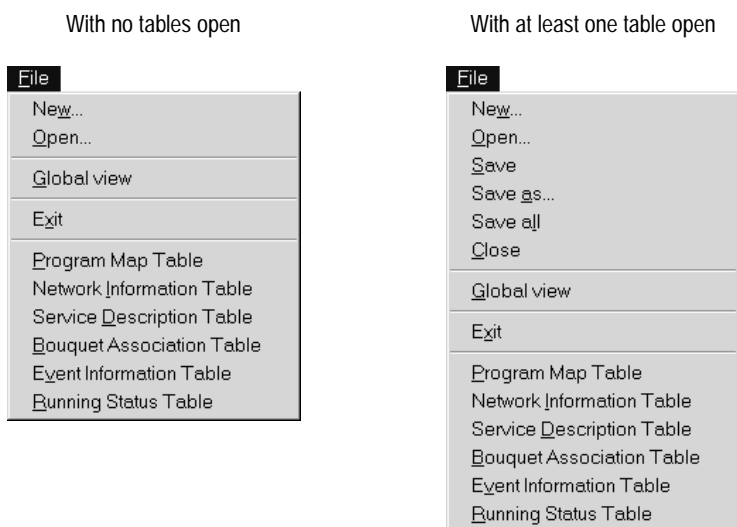 With no tables open
File
New...
Open...
Global view
Exit
Program Map Table
Network Information Table
Service Description Table
Bouquet Association Table
Event Information Table
Running Status Table
With at least one table open
File
New...
Open...
Save
Save as...
Save all
Close
Global view
Exit
Program Map Table
Network Information Table
Service Description Table
Bouquet Association Table
Event Information Table
Running Status Table